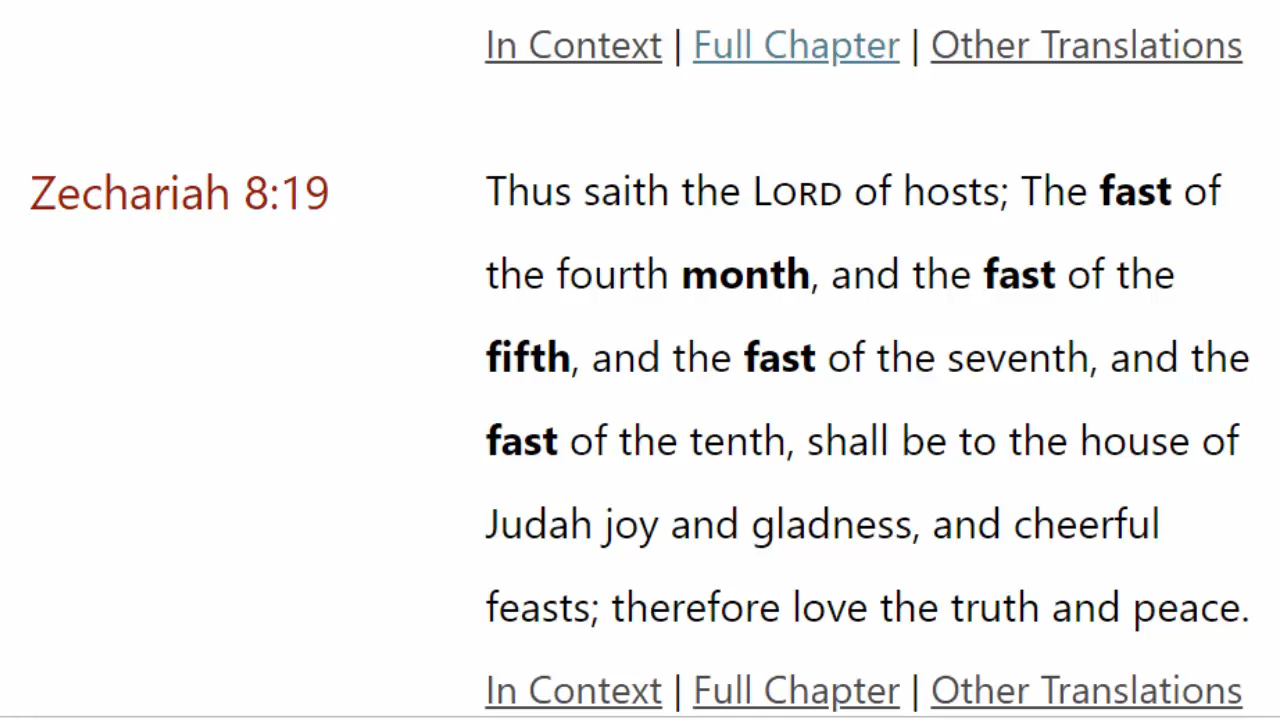 In Context | Full Chapter | Other Translations
Zechariah 8:19
Thus saith the LORD of hosts; The fast of
the fourth month, and the fast of the
fifth, and the fast of the seventh, and the
fast of the tenth, shall be to the house of
Judah joy and gladness, and cheerful
feasts; therefore love the truth and peace.
In Context | Full Chapter | Other Translations